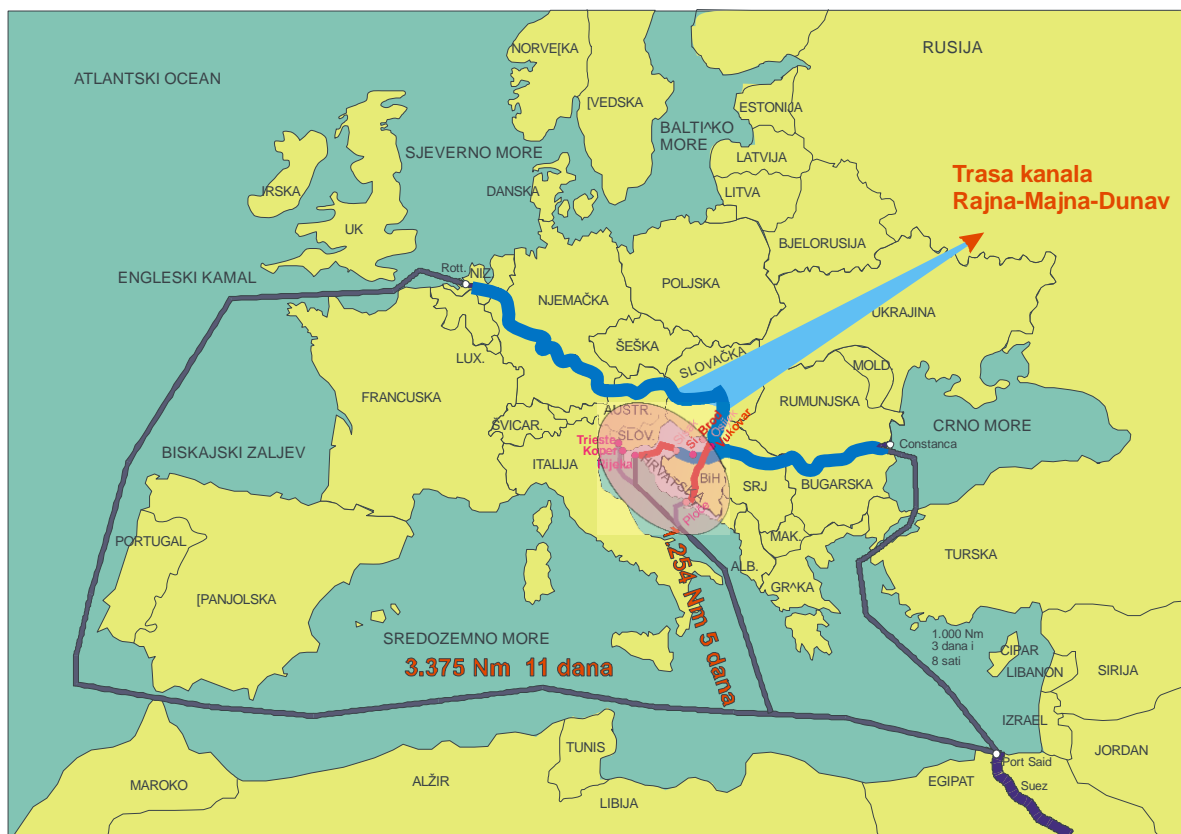 RUSIJA
NORVE[KA
ATLANTSKI OCEAN
[VEDSKA
ESTONIJA
BALTI^KO
MORE
SJEVERNO MORE
LATVIJA
Trasa kanala
Rajna-Majna-Dunav
IRSKA
DANSKA
LITVA
UK
BJELORUSIJA
ENGLESKI KAMAL
Rott.
NIZ.
NJEMAČKA
POLJSKA
UKRAJINA
ŠEŠKA
LUX.
SLOVAČKA
MOLD.
FRANCUSKA
RUMUNJSKA
AUSTR.
ŠVICAR.
CRNO MORE
SLOV.
Sl. Brod
Vukovar
Trieste
Koper
Rijeka
Constanca
BISKAJSKI ZALJEV
ITALIJA
HRVATSKA
BiH
SRJ
BUGARSKA
Ploče
PORTUGAL
MAK.
TURSKA
ALB.
GR^KA
[PANJOLSKA
1.254 Nm 5 dana
SREDOZEMNO MORE
1.000 Nm
3 dana i
8 sati
CIPAR
LIBANON
SIRIJA
3.375 Nm 11 dana
IZRAEL
TUNIS
JORDAN
Port Said
MAROKO
ALŽIR
EGIPAT
Suez
LIBIJA